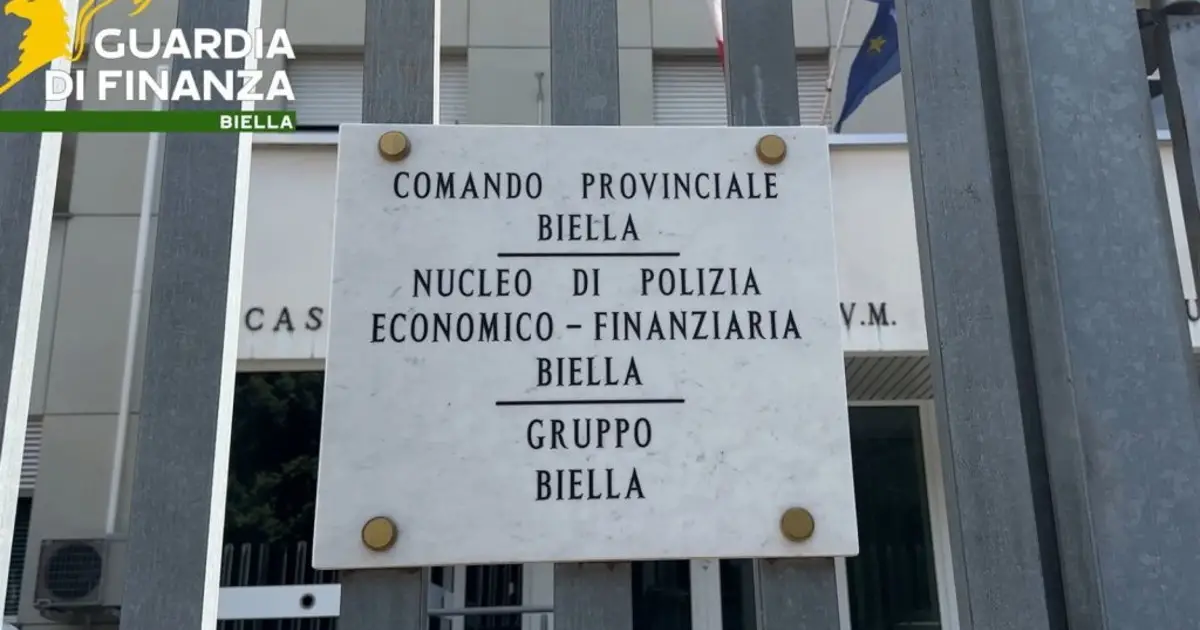 GUARDIA
DI FINANZA
BIELLA
COMANDO PROVINCIALE
BIELLA
NUCLEO DI POLIZIA
ECONOMICO - FINANZIARIA
BIELLA
GRUPPO
BIELLA
CAS
V.M.